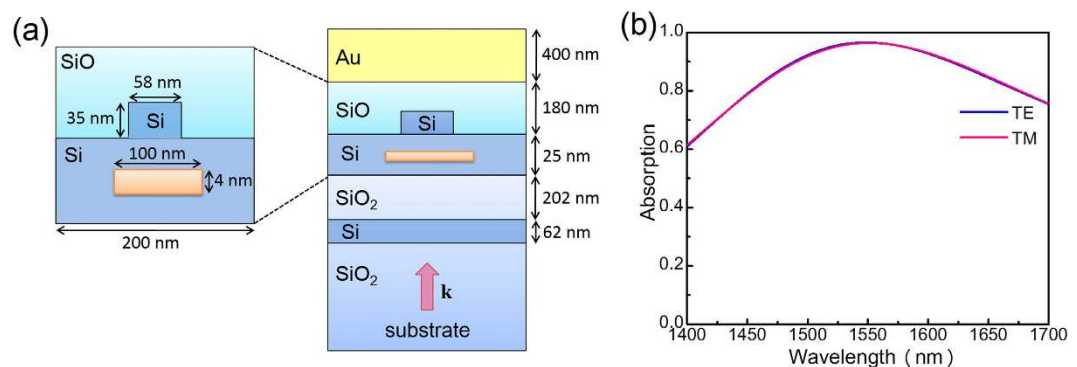 (a)
SiO
58 nm
35 nm
Si
Si
100 nm
4 nm
200 nm
Au
400 nm
SiO
180 nm
Si
Si
25 nm
SiO₂
202 nm
Si
62 nm
SiO₂
k
substrate
(b)
1.0
0.8
0.6
0.4
0.2
0.0
Absorption
TE
TM
1400 1450 1500 1550 1600 1650 1700
Wavelength (nm)